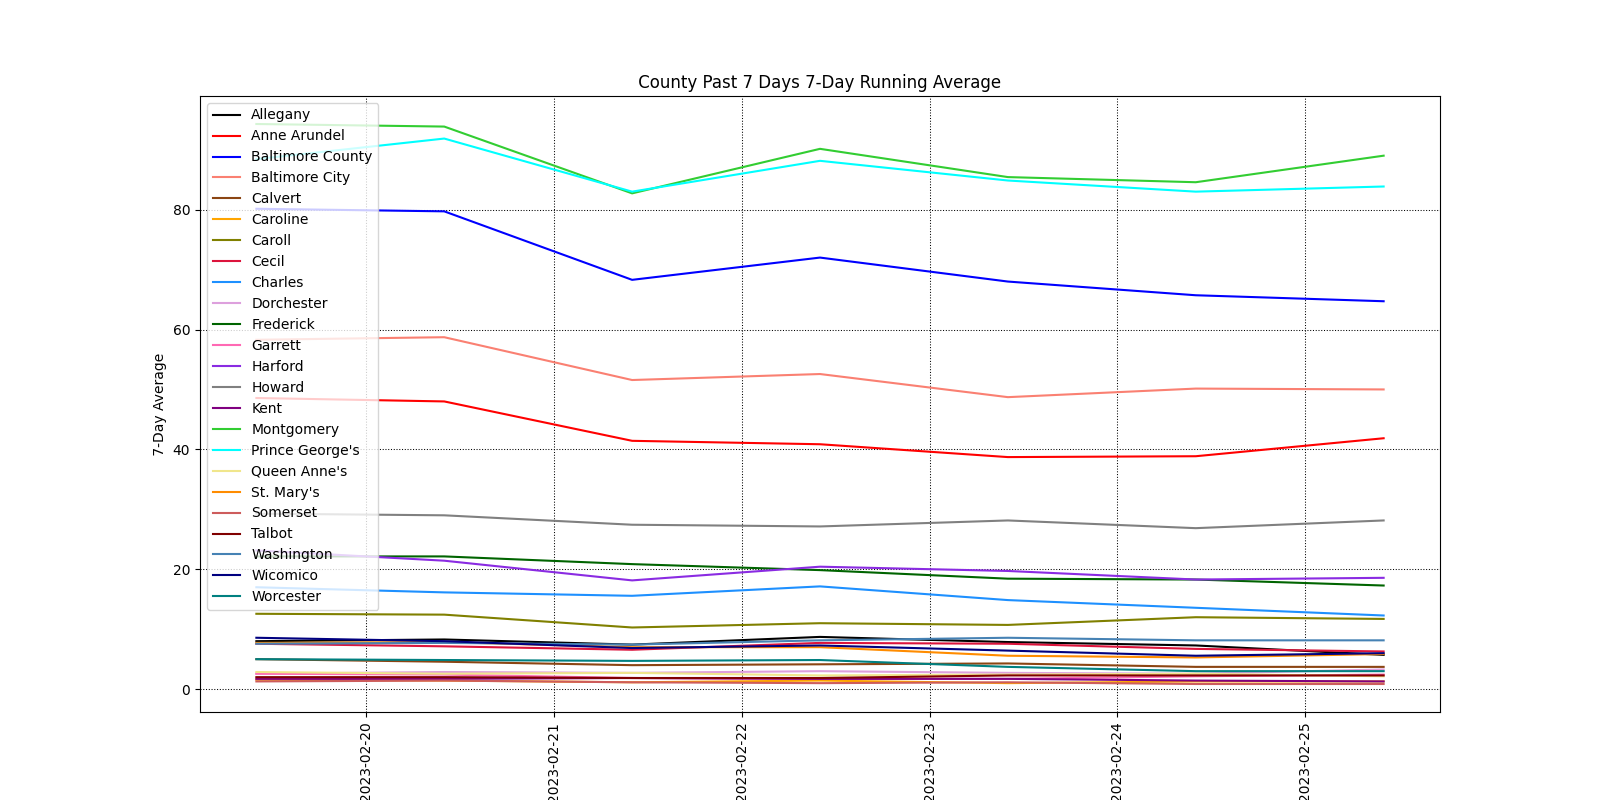 County Past 7 Days 7-Day Running Average
Allegany
Anne Arundel
Baltimore County
Baltimore City
Calvert
Caroline
Caroll
Cecil
Charles
Dorchester
Frederick
Garrett
Harford
Howard
Kent
Montgomery
Prince George's
Queen Anne's
St. Mary's
Somerset
Talbot
Washington
Wicomico
Worcester
7-Day Average
80
60
40
20
0
2023-02-20
2023-02-21
2023-02-22
2023-02-23
2023-02-24
2023-02-25